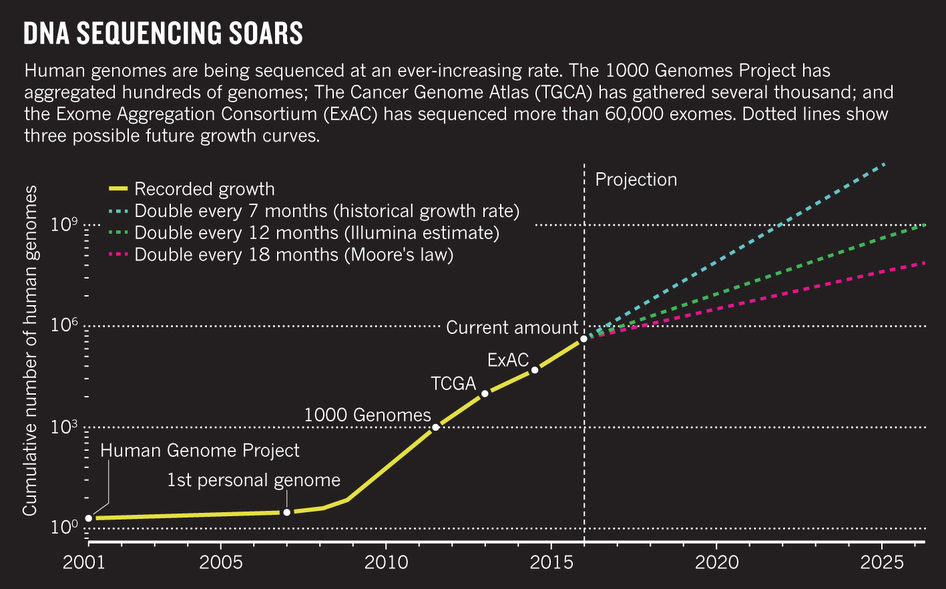 DNA SEQUENCING SOARS
Human genomes are being sequenced at an ever-increasing rate. The 1000 Genomes Project has
aggregated hundreds of genomes; The Cancer Genome Atlas (TGCA) has gathered several thousand; and
the Exome Aggregation Consortium (ExAC) has sequenced more than 60,000 exomes. Dotted lines show
three possible future growth curves.
Cumulative number of human genomes
Recorded growth
Double every 7 months (historical growth rate)
Double every 12 months (Illumina estimate)
Double every 18 months (Moore's law)
Projection
10⁹
10⁶
10³
10⁰
Current amount
ExAC
TCGA
1000 Genomes
Human Genome Project
1st personal genome
2001
2005
2010
2015
2020
2025